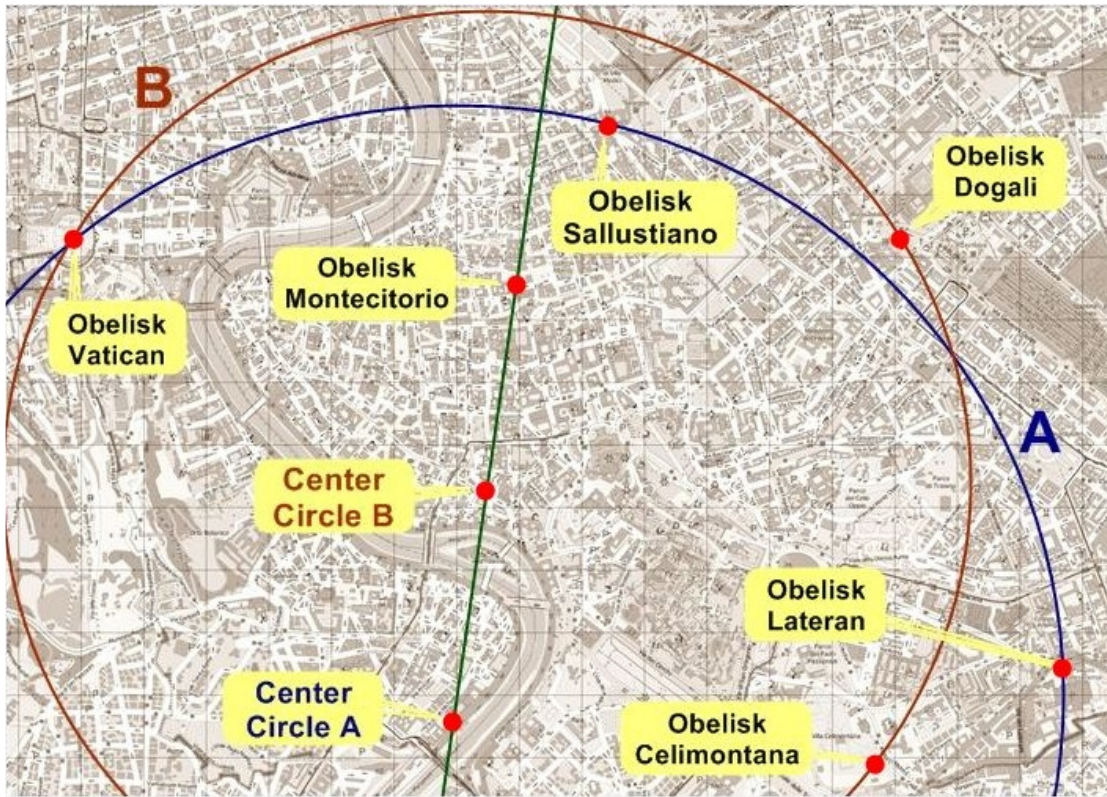 B
Obelisk
Dogali
Obelisk
Sallustiano
Obelisk
Montecitorio
Obelisk
Vatican
A
Center
Circle B
Obelisk
Lateran
Center
Circle A
Obelisk
Celimontana